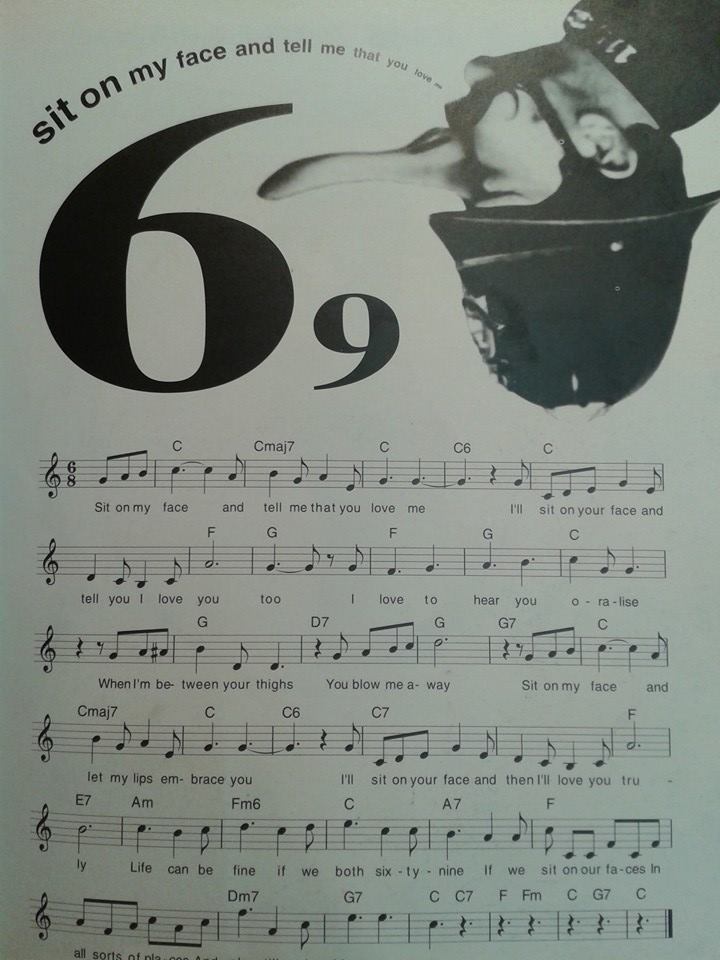 sit on my face and tell me that you love me
6 9
C Cmaj7 C C6 C
6
8
Sit on my face and tell me that you love me I'll sit on your face and
F G F G C
tell you I love you too I love to hear you o - ra - lise
G D7 G G7 C
When I'm be- tween your thighs You blow me a- way Sit on my face and
Cmaj7 C C6 C7 F
let my lips em- brace you I'll sit on your face and then I'll love you tru -
E7 Am Fm6 C A7 F
ly Life can be fine if we both six - ty - nine If we sit on our fa- ces In
Dm7 G7 C C7 F Fm C G7 C
all sorts of pla- ces And